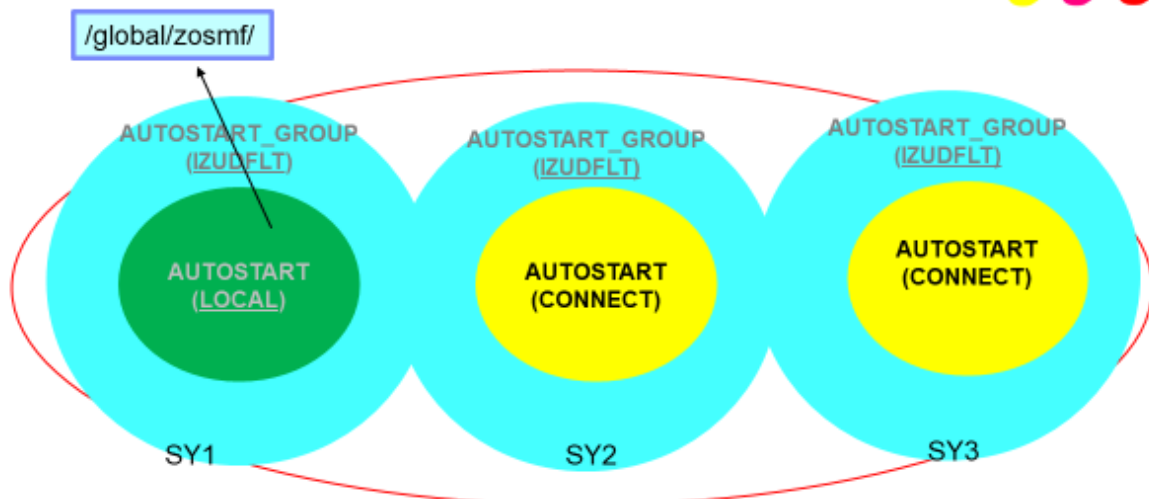 /global/zosmf/
AUTOSTART_GROUP
(IZUDFLT)
AUTOSTART
(LOCAL)
SY1
AUTOSTART_GROUP
(IZUDFLT)
AUTOSTART
(CONNECT)
SY2
AUTOSTART_GROUP
(IZUDFLT)
AUTOSTART
(CONNECT)
SY3